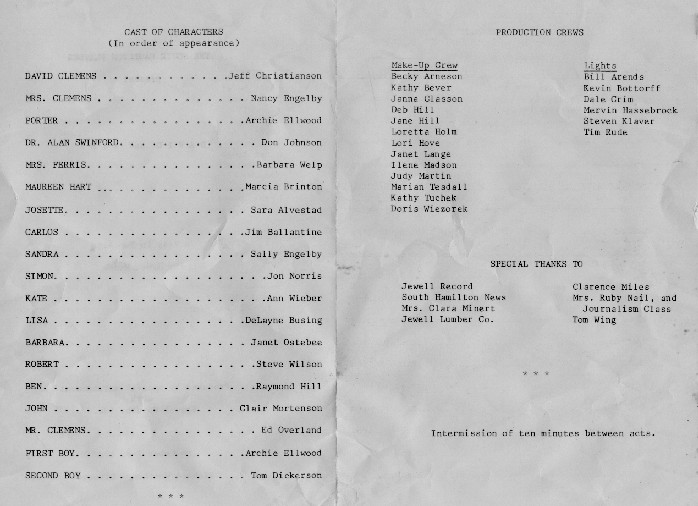 CAST OF CHARACTERS
(In order of appearance)
DAVID CLEMENS . . . . . . . . . . . .Jeff Christianson
MRS. CLEMENS . . . . . . . . . . . . . . Nancy Engelby
PORTER . . . . . . . . . . . . . . . . .Archie Ellwood
DR. ALAN SWINFORD. . . . . . . . . . . . . Don Johnson
MRS. FERRIS. . . . . . . . . . . . . . . .Barbara Welp
MAUREEN HART . . . . . . . . . . . . . .Marcia Brinton
JOSETTE. . . . . . . . . . . . . . . . . Sara Alvestad
CARLOS . . . . . . . . . . . . . . . . .Jim Ballantine
SANDRA . . . . . . . . . . . . . . . . . Sally Engelby
SIMON. . . . . . . . . . . . . . . . . . . .Jon Norris
KATE . . . . . . . . . . . . . . . . . . . .Ann Wieber
LISA . . . . . . . . . . . . . . . . . .DeLayne Busing
BARBARA. . . . . . . . . . . . . . . . . Janet Ostebee
ROBERT . . . . . . . . . . . . . . . . . .Steve Wilson
BEN. . . . . . . . . . . . . . . . . . . .Raymond Hill
JOHN . . . . . . . . . . . . . . . . . Clair Mortenson
MR. CLEMENS. . . . . . . . . . . . . . . . Ed Overland
FIRST BOY. . . . . . . . . . . . . . . .Archie Ellwood
SECOND BOY . . . . . . . . . . . . . . . Tom Dickerson
* * *
PRODUCTION CREWS
Make-Up Crew
Becky Arneson
Kathy Bever
Janna Glasson
Deb Hill
Jane Hill
Loretta Holm
Lori Hove
Janet Lange
Ilene Madson
Judy Martin
Marian Tesdall
Kathy Tuchek
Doris Wiezorek
Lights
Bill Arends
Kevin Bottorff
Dale Grim
Mervin Hassebrock
Steven Klaver
Tim Rude
SPECIAL THANKS TO
Jewell Record
South Hamilton News
Mrs. Clara Minert
Jewell Lumber Co.
Clarence Miles
Mrs. Ruby Nail, and
Journalism Class
Tom Wing
* * *
Intermission of ten minutes between acts.